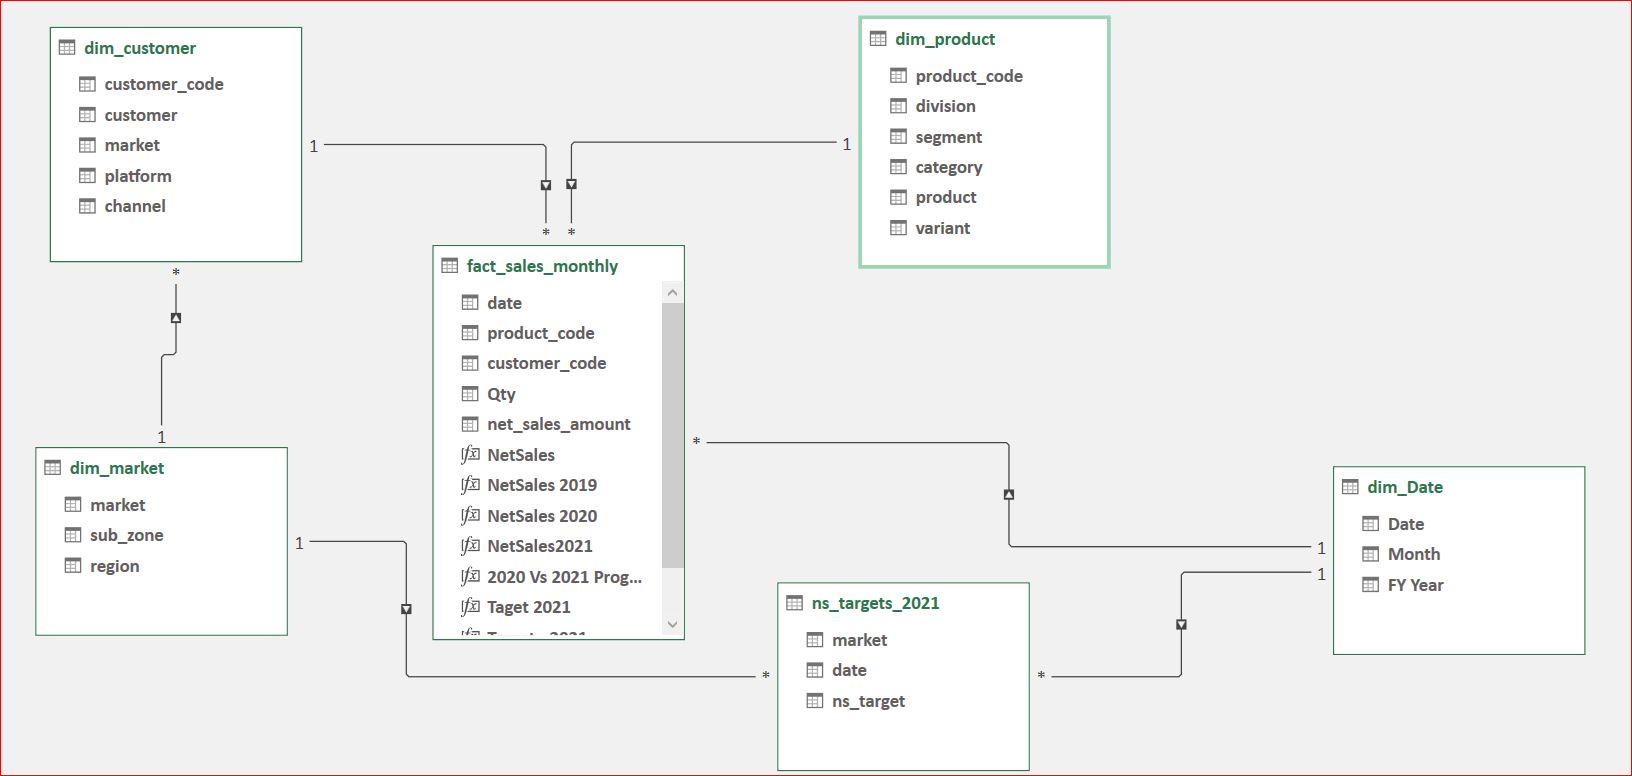 dim_customer
customer_code
customer
market
platform
channel
1
*
dim_product
product_code
division
segment
category
product
variant
1
*
*
fact_sales_monthly
date
product_code
customer_code
Qty
net_sales_amount
NetSales
NetSales 2019
NetSales 2020
NetSales2021
2020 Vs 2021 Prog...
Taget 2021
*
1
dim_market
market
sub_zone
region
1
*
ns_targets_2021
market
date
ns_target
*
dim_Date
Date
Month
FY Year
1
1